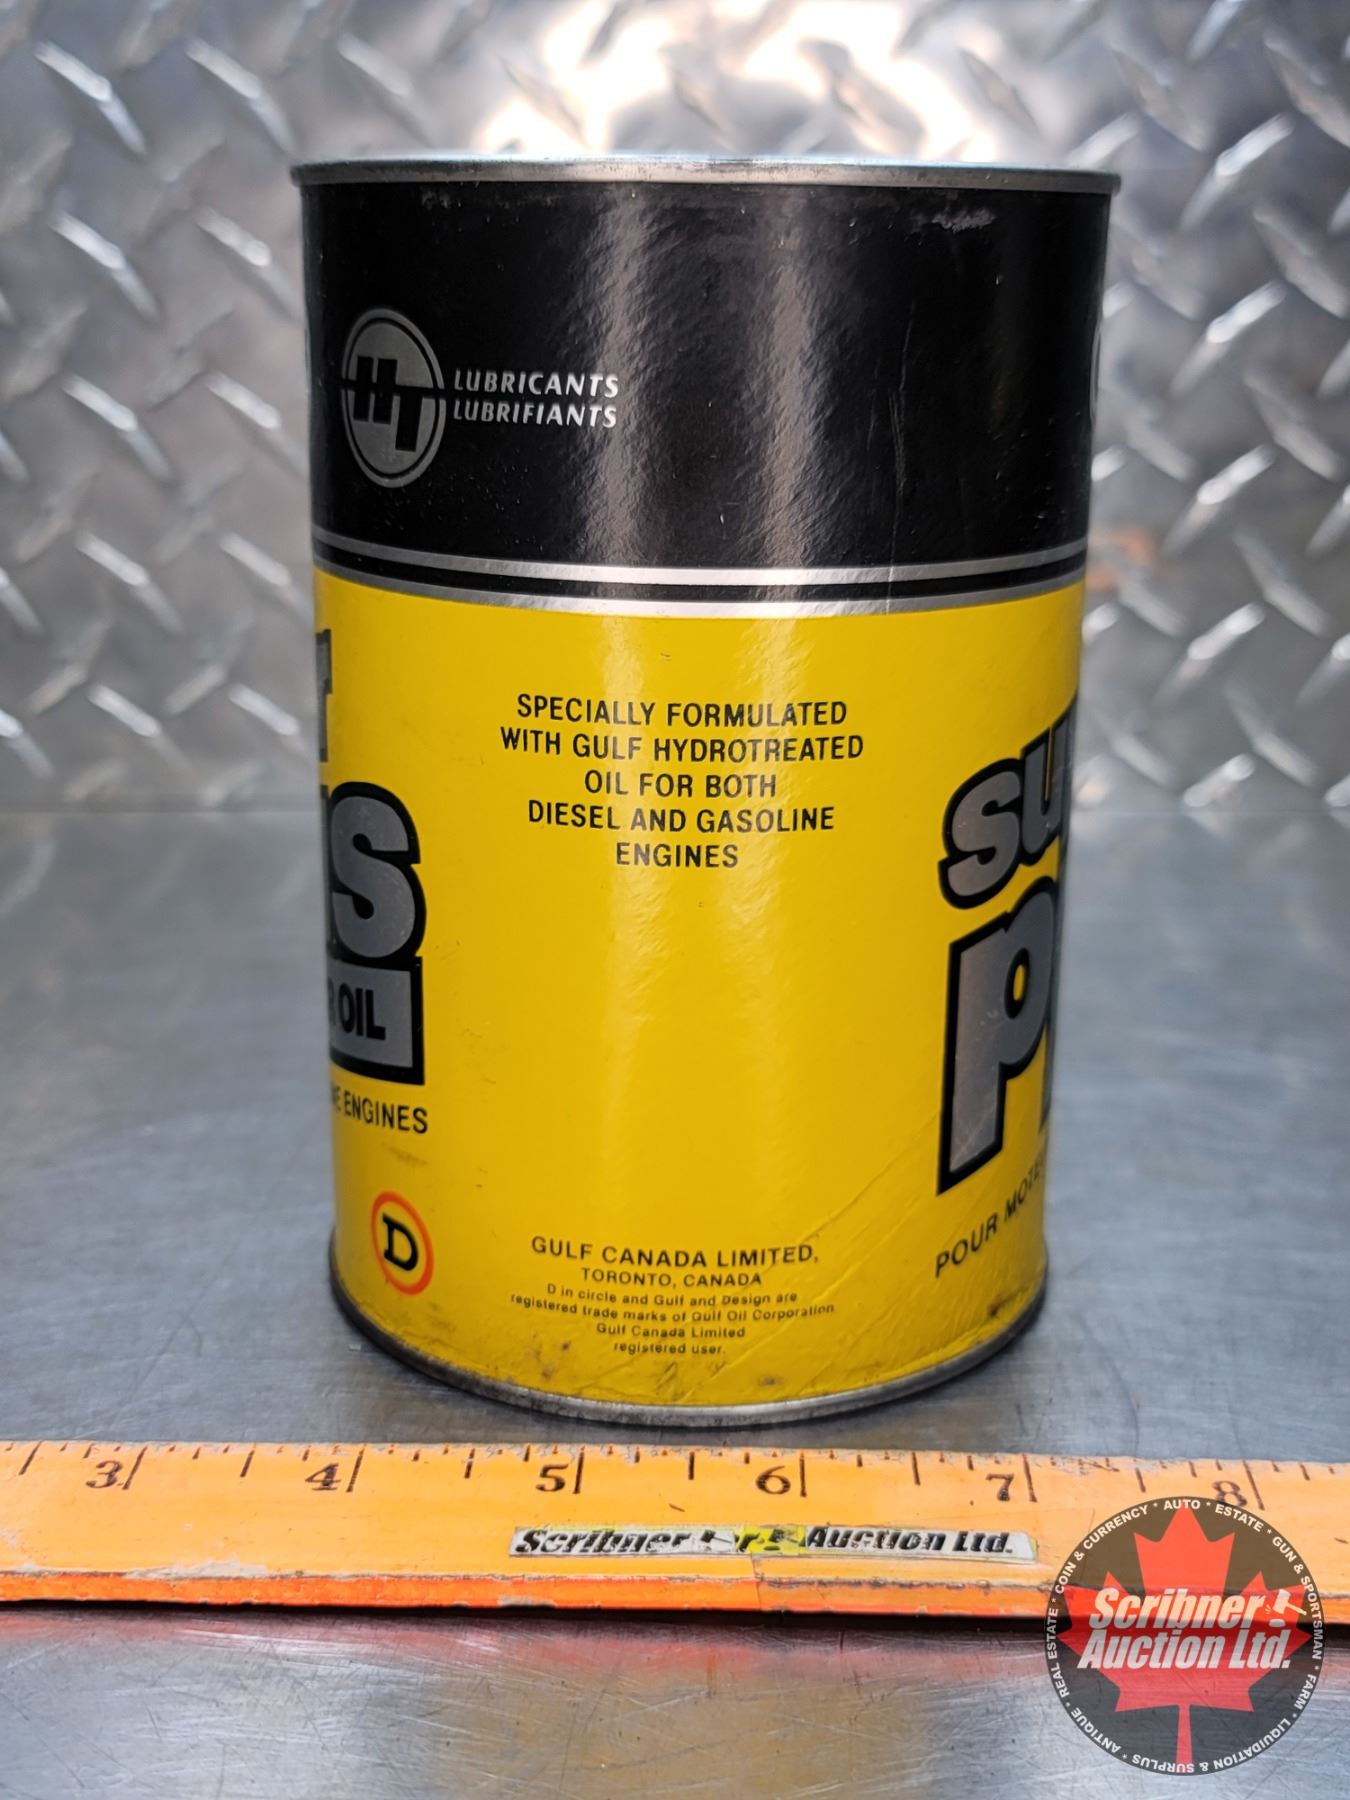 HT
LUBRICANTS
LUBRIFIANTS
SPECIALLY FORMULATED
WITH GULF HYDROTREATED
OIL FOR BOTH
DIESEL AND GASOLINE
ENGINES
S
OIL
ENGINES
D
su
p
POUR
GULF CANADA LIMITED,
TORONTO, CANADA
D in circle and Gulf and Design are
registered trade marks of Gulf Oil Corporation
Gulf Canada Limited
registered user.
3 4 5 6 7 8
Scribner Auction Ltd.
COIN & CURRENCY * AUTO * ESTATE * GUN & SPORTSMAN * FARM * LIQUIDATION & SURPLUS * ANTIQUE * REAL ESTATE *
Scribner
Auction Ltd.